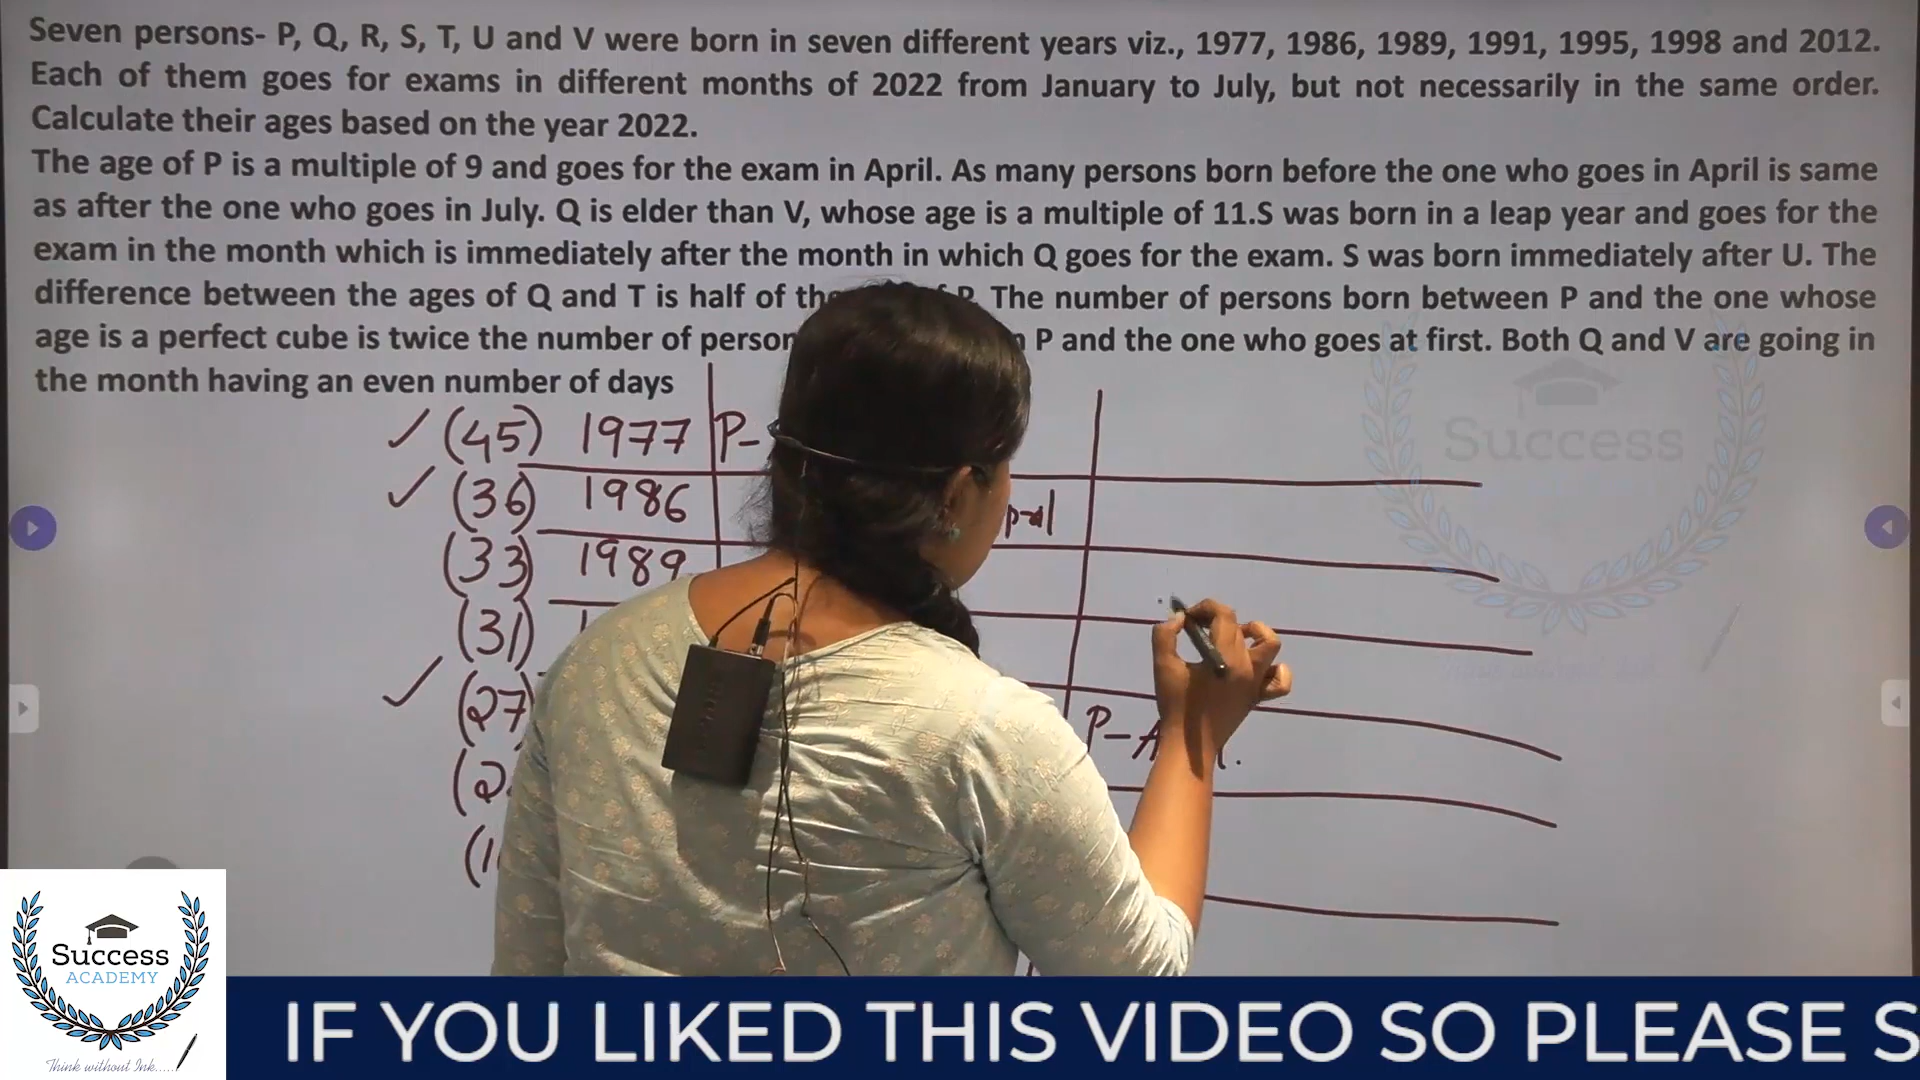 Seven persons- P, Q, R, S, T, U and V were born in seven different years viz., 1977, 1986, 1989, 1991, 1995, 1998 and 2012.
Each of them goes for exams in different months of 2022 from January to July, but not necessarily in the same order.
Calculate their ages based on the year 2022.
The age of P is a multiple of 9 and goes for the exam in April. As many persons born before the one who goes in April is same
as after the one who goes in July. Q is elder than V, whose age is a multiple of 11.S was born in a leap year and goes for the
exam in the month which is immediately after the month in which Q goes for the exam. S was born immediately after U. The
difference between the ages of Q and T is half of the The number of persons born between P and the one whose
age is a perfect cube is twice the number of P and the one who goes at first. Both Q and V are going in
the month having an even number of days
(45) 1977 P-
(36) 1986
(33) 1989
(31)
(27) P-
Success
Success
ACADEMY
Think without Ink.....
IF YOU LIKED THIS VIDEO SO PLEASE S